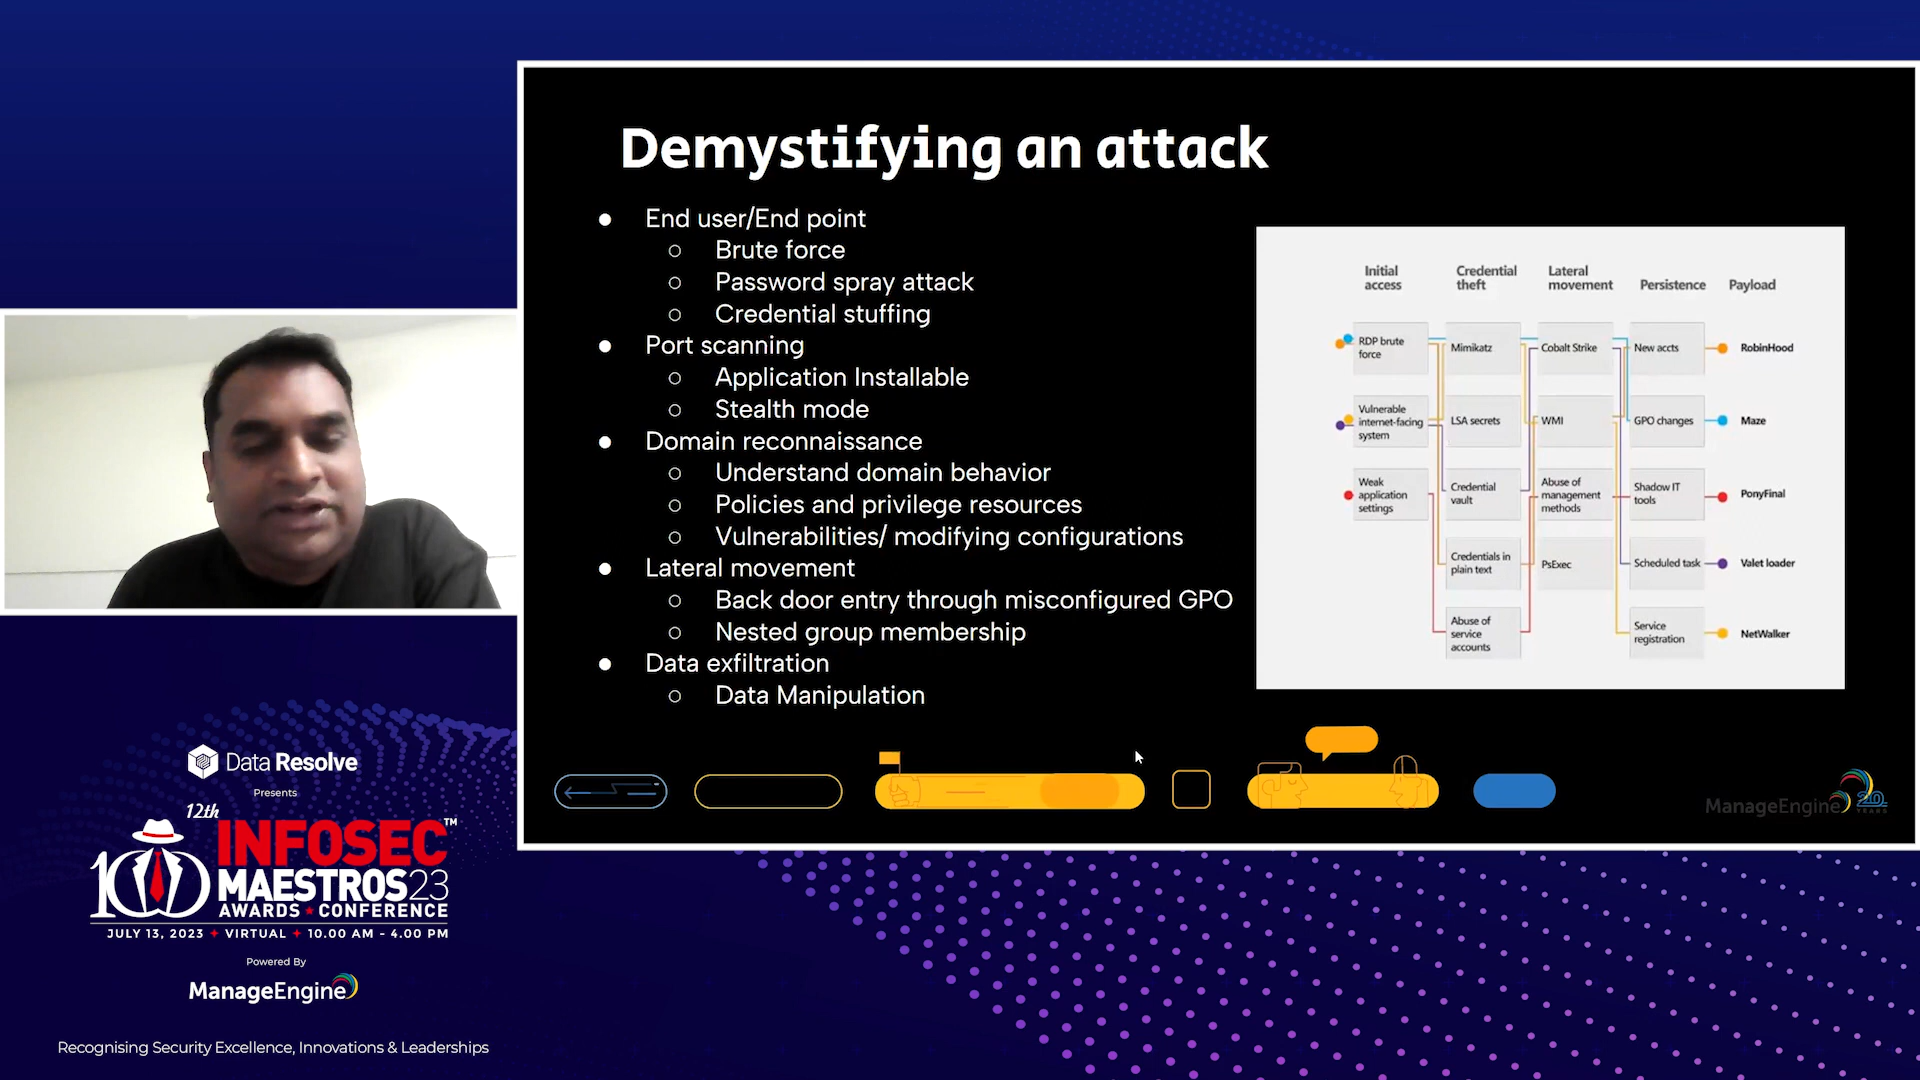 Demystifying an attack
● End user/End point
○ Brute force
○ Password spray attack
○ Credential stuffing
● Port scanning
○ Application Installable
○ Stealth mode
● Domain reconnaissance
○ Understand domain behavior
○ Policies and privilege resources
○ Vulnerabilities/ modifying configurations
● Lateral movement
○ Back door entry through misconfigured GPO
○ Nested group membership
● Data exfiltration
○ Data Manipulation
Initial
access
Credential
theft
Lateral
movement
Persistence
Payload
RDP brute
force
Mimikatz
Cobalt Strike
New accts
RobinHood
Vulnerable
internet-facing
system
LSA secrets
WMI
GPO changes
Maze
Weak
application
settings
Credential
vault
Abuse of
management
methods
Shadow IT
tools
PonyFinal
Credentials in
plain text
PsExec
Scheduled task
Valet loader
Abuse of
service
accounts
Service
registration
NetWalker
ManageEngine
20
YEARS
Data Resolve
Presents
12th
100 INFOSEC™
MAESTROS23
AWARDS ★ CONFERENCE
JULY 13, 2023 ✦ VIRTUAL ✦ 10.00 AM - 4.00 PM
Powered By
ManageEngine
Recognising Security Excellence, Innovations & Leaderships